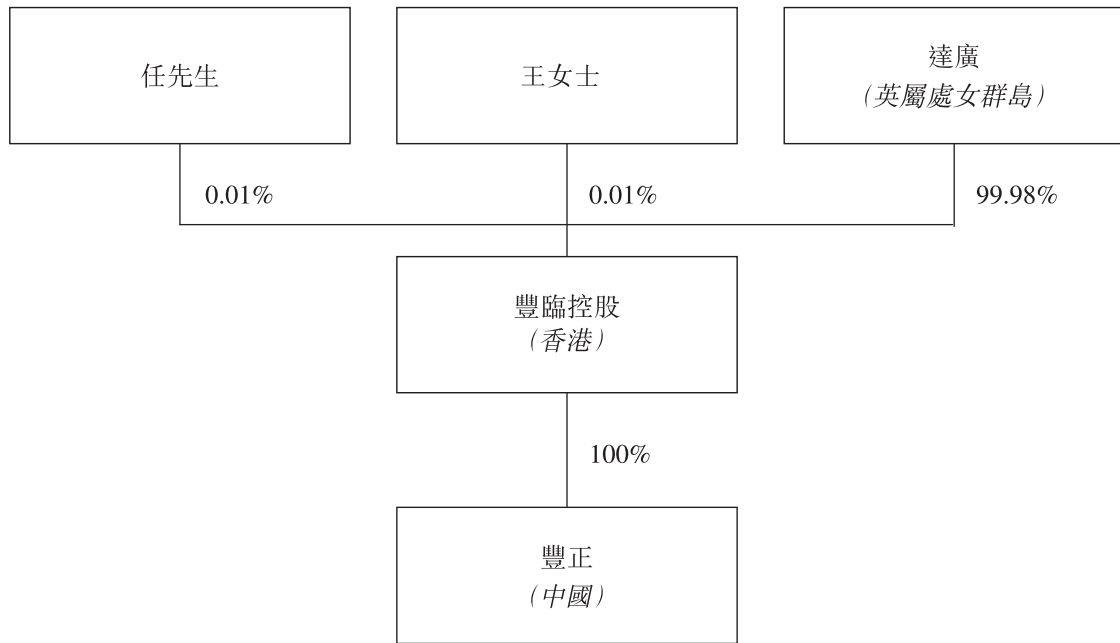 任先生
王女士
達廣
(英屬處女群島)
0.01%
0.01%
99.98%
豐臨控股
(香港)
100%
豐正
(中國)